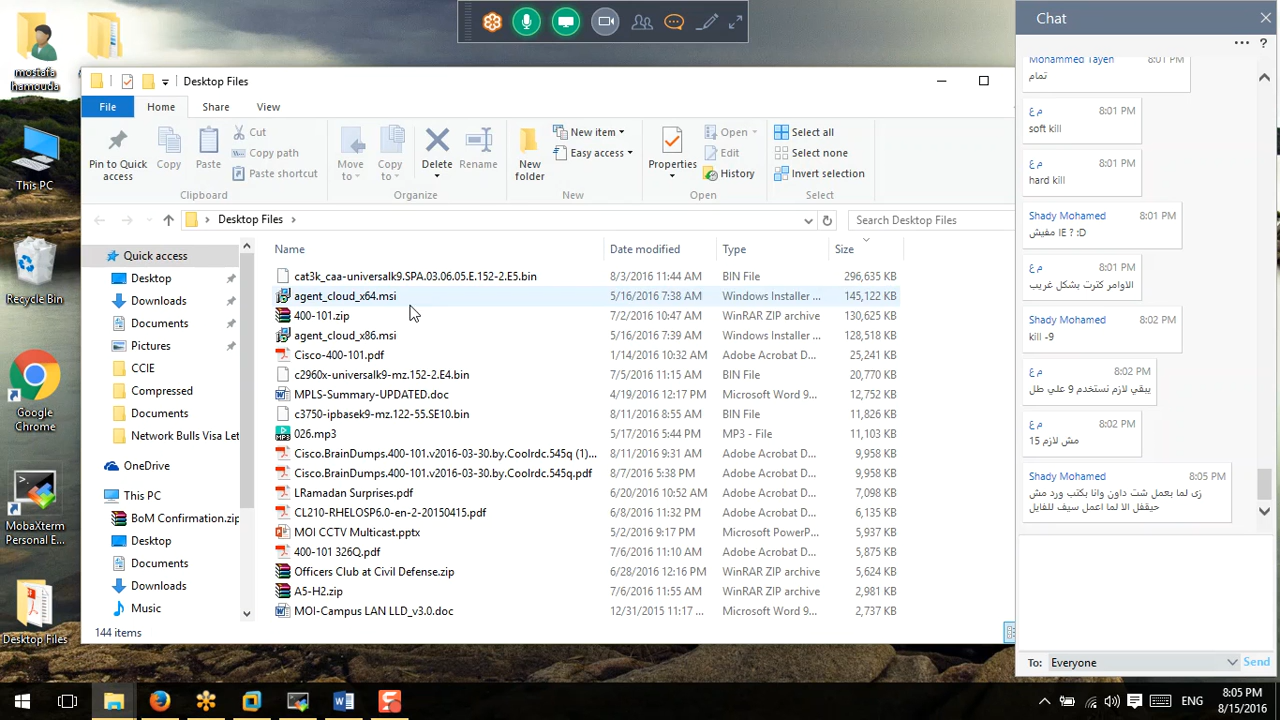 mostafa
hamouda
This PC
Recycle Bin
Google
Chrome
MobaXterm
Personal E...
Desktop Files
Desktop Files
File
Home
Share
View
Pin to Quick
access
Copy
Paste
Cut
Copy path
Paste shortcut
Clipboard
Move
to
Copy
to
Delete
Rename
Organize
New
folder
New item
Easy access
New
Properties
Open
Edit
History
Open
Select all
Select none
Invert selection
Select
Desktop Files
Search Desktop Files
Quick access
Desktop
Downloads
Documents
Pictures
CCIE
Compressed
Documents
Network Bulls Visa Let
OneDrive
This PC
BoM Confirmation.zip
Desktop
Documents
Downloads
Music
Name Date modified Type Size
cat3k_caa-universalk9.SPA.03.06.05.E.152-2.E5.bin 8/3/2016 11:44 AM BIN File 296,635 KB
agent_cloud_x64.msi 5/16/2016 7:38 AM Windows Installer ... 145,122 KB
400-101.zip 7/2/2016 10:47 AM WinRAR ZIP archive 130,625 KB
agent_cloud_x86.msi 5/16/2016 7:39 AM Windows Installer ... 128,518 KB
Cisco-400-101.pdf 1/14/2016 10:32 AM Adobe Acrobat D... 25,241 KB
c2960x-universalk9-mz.152-2.E4.bin 7/5/2016 11:15 AM BIN File 20,770 KB
MPLS-Summary-UPDATED.doc 4/19/2016 12:17 PM Microsoft Word 9... 12,752 KB
c3750-ipbasek9-mz.122-55.SE10.bin 8/11/2016 8:55 AM BIN File 11,826 KB
026.mp3 5/17/2016 5:44 PM MP3 - File 11,103 KB
Cisco.BrainDumps.400-101.v2016-03-30.by.Coolrdc.545q (1)... 8/11/2016 9:31 AM Adobe Acrobat D... 9,958 KB
Cisco.BrainDumps.400-101.v2016-03-30.by.Coolrdc.545q.pdf 8/7/2016 5:38 PM Adobe Acrobat D... 9,958 KB
LRamadan Surprises.pdf 6/20/2016 10:52 AM Adobe Acrobat D... 7,098 KB
CL210-RHELOSP6.0-en-2-20150415.pdf 6/8/2016 11:32 PM Adobe Acrobat D... 6,135 KB
MOI CCTV Multicast.pptx 5/2/2016 9:17 PM Microsoft PowerP... 5,937 KB
400-101 326Q.pdf 7/6/2016 11:10 AM Adobe Acrobat D... 5,875 KB
Officers Club at Civil Defense.zip 6/28/2016 12:16 PM WinRAR ZIP archive 5,624 KB
A5-H2.zip 7/6/2016 11:55 AM WinRAR ZIP archive 2,981 KB
MOI-Campus LAN LLD_v3.0.doc 12/31/2015 11:17 ... Microsoft Word 9... 2,737 KB
144 items
Chat
Mohammed Tayeh 8:01 PM
تمام
م ع 8:01 PM
soft kill
م ع 8:01 PM
hard kill
Shady Mohamed 8:01 PM
مفيش IE ? :D
م ع 8:01 PM
الاوامر كترت بشكل غريب
Shady Mohamed 8:02 PM
kill -9
م ع 8:02 PM
يبقي لازم نستخدم 9 علي طل
م ع 8:02 PM
مش لازم 15
Shady Mohamed 8:05 PM
زى لما بعمل شت داون وانا بكتب ورد مش
حيقفل الا لما اعمل سيف للفايل
To: Everyone Send
ENG
8:05 PM
8/15/2016